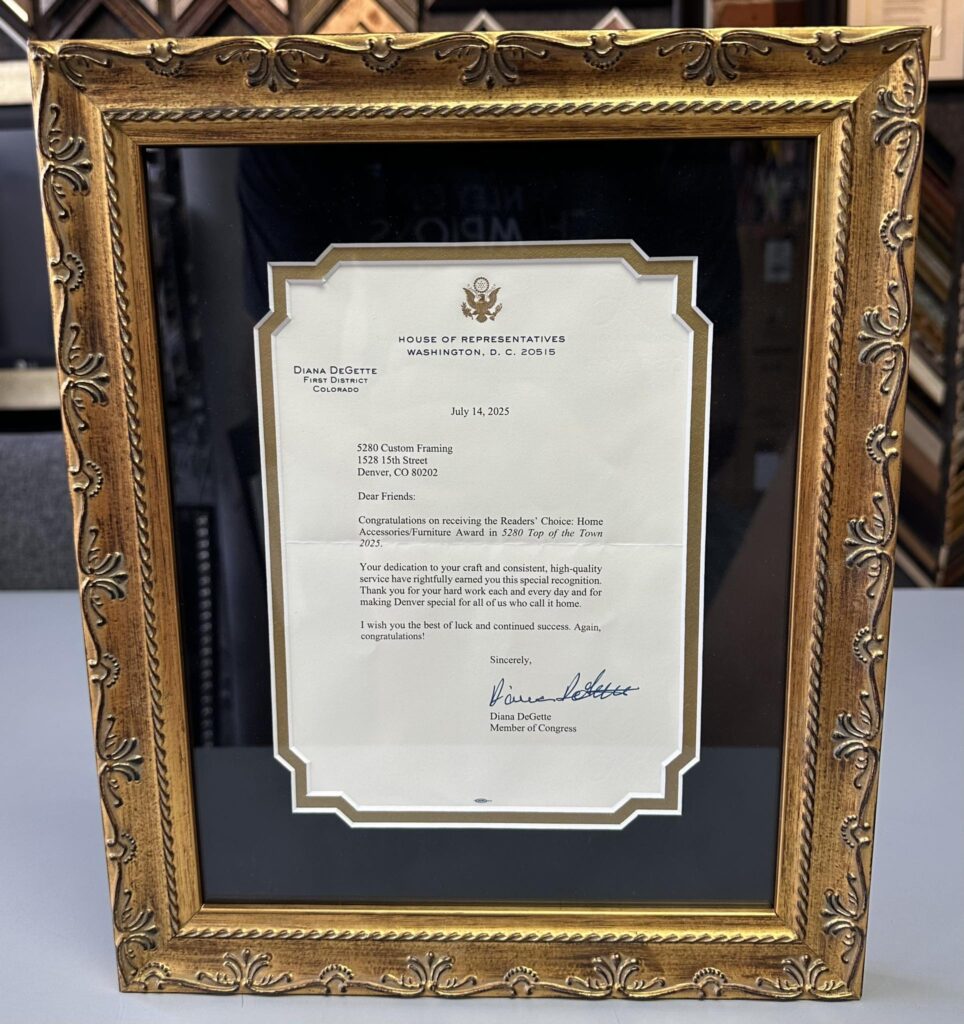 HOUSE OF REPRESENTATIVES
WASHINGTON, D. C. 20515
DIANA DEGETTE
FIRST DISTRICT
COLORADO
July 14, 2025
5280 Custom Framing
1528 15th Street
Denver, CO 80202
Dear Friends:
Congratulations on receiving the Readers' Choice: Home
Accessories/Furniture Award in 5280 Top of the Town
2025.
Your dedication to your craft and consistent, high-quality
service have rightfully earned you this special recognition.
Thank you for your hard work each and every day and for
making Denver special for all of us who call it home.
I wish you the best of luck and continued success. Again,
congratulations!
Sincerely,
Diana DeGette
Diana DeGette
Member of Congress